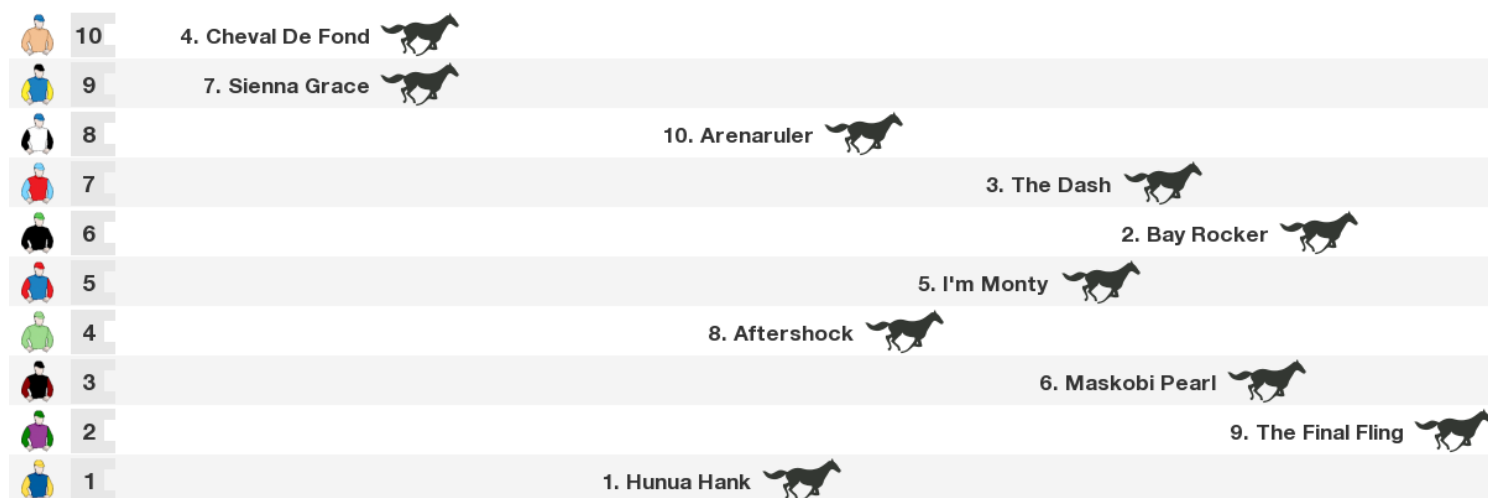 10 4. Cheval De Fond
9 7. Sienna Grace
8 10. Arenaruler
7 3. The Dash
6 2. Bay Rocker
5 5. I'm Monty
4 8. Aftershock
3 6. Maskobi Pearl
2 9. The Final Fling
1 1. Hunua Hank